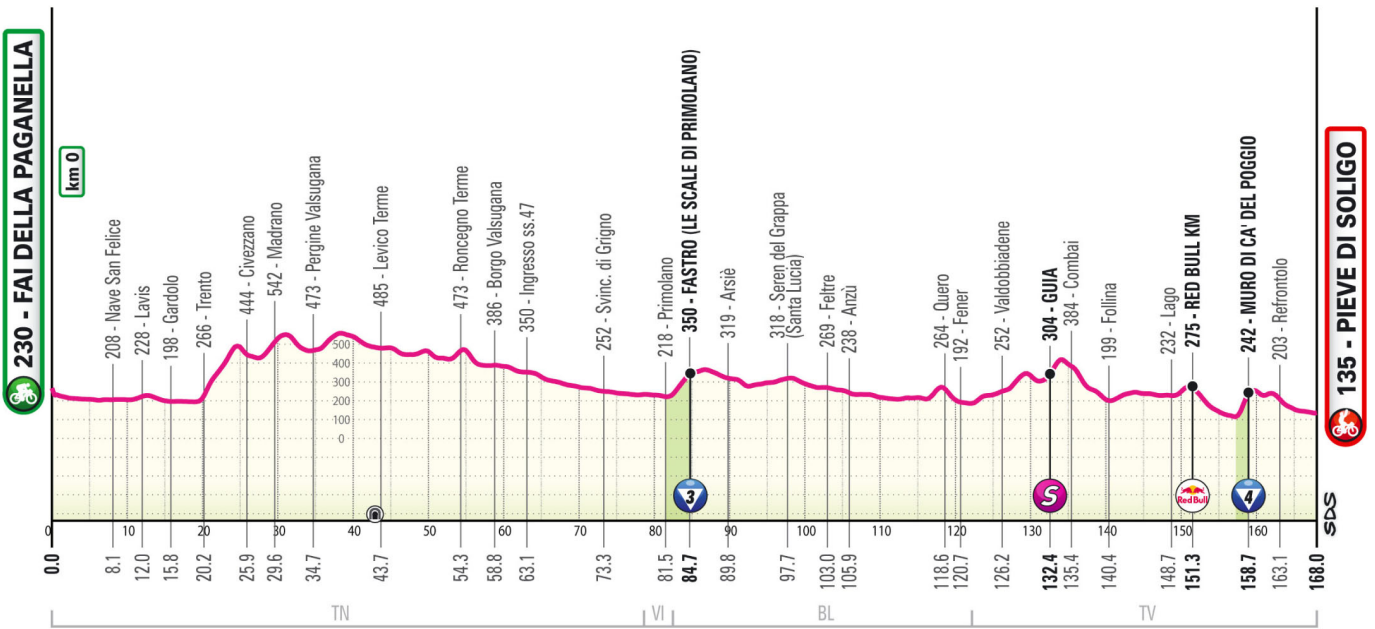 230 - FAI DELLA PAGANELLA
km 0
208 - Nave San Felice
228 - Lavis
198 - Gardolo
266 - Trento
444 - Civezzano
542 - Madrano
473 - Pergine Valsugana
485 - Levico Terme
473 - Roncegno Terme
386 - Borgo Valsugana
350 - Ingresso ss.47
252 - Svinc. di Grigno
218 - Primolano
350 - FASTRO (LE SCALE DI PRIMOLANO)
319 - Arsiè
318 - Seren del Grappa
(Santa Lucia)
269 - Feltre
238 - Anzù
264 - Quero
192 - Fener
252 - Valdobbiadene
304 - GUIA
384 - Combai
199 - Follina
232 - Lago
275 - RED BULL KM
242 - MURO DI CA' DEL POGGIO
203 - Refrontolo
135 - PIEVE DI SOLIGO
500
400
300
200
100
0
3
S
Red Bull
4
SDS
0 10 20 30 40 50 60 70 80 90 100 110 120 130 140 150 160
0.0
8.1
12.0
15.8
20.2
25.9
29.6
34.7
43.7
54.3
58.8
63.1
73.3
81.5
84.7
89.8
97.7
103.0
105.9
118.6
120.7
126.2
132.4
135.4
140.4
148.7
151.3
158.7
163.1
168.0
TN VI BL TV